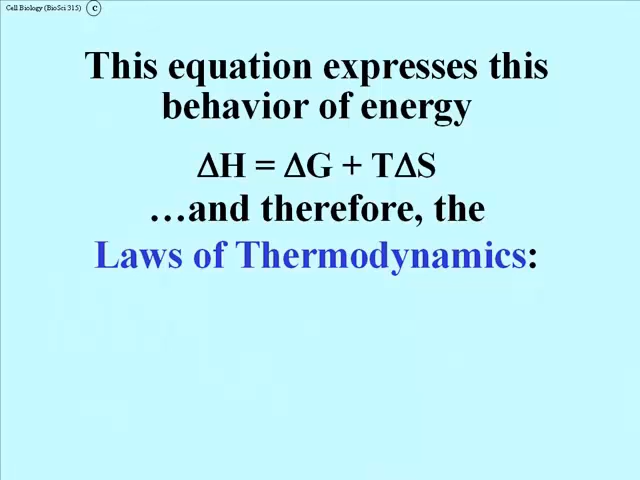 Cell Biology (BioSci 315) C
This equation expresses this
behavior of energy
ΔH = ΔG + TΔS
…and therefore, the
Laws of Thermodynamics: